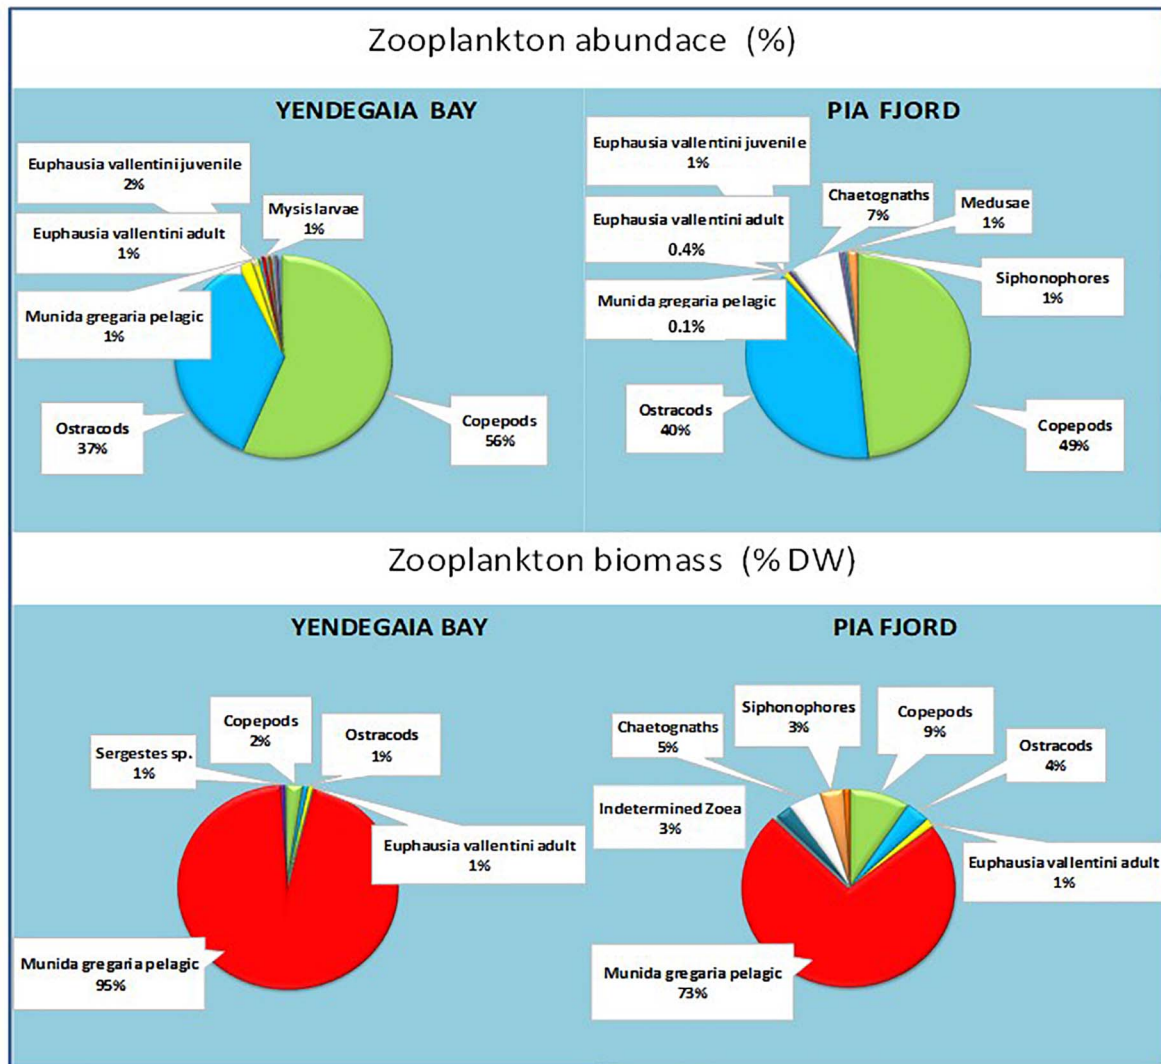 Zooplankton abundace (%)
YENDEGAIA BAY
Euphausia vallentini juvenile
2%
Mysis larvae
1%
Euphausia vallentini adult
1%
Munida gregaria pelagic
1%
Ostracods
37%
Copepods
56%
PIA FJORD
Euphausia vallentini juvenile
1%
Chaetognaths
7%
Medusae
1%
Euphausia vallentini adult
0.4%
Siphonophores
1%
Munida gregaria pelagic
0.1%
Ostracods
40%
Copepods
49%
Zooplankton biomass (% DW)
YENDEGAIA BAY
Copepods
2%
Ostracods
1%
Sergestes sp.
1%
Euphausia vallentini adult
1%
Munida gregaria pelagic
95%
PIA FJORD
Siphonophores
3%
Copepods
9%
Chaetognaths
5%
Ostracods
4%
Indetermined Zoea
3%
Euphausia vallentini adult
1%
Munida gregaria pelagic
73%